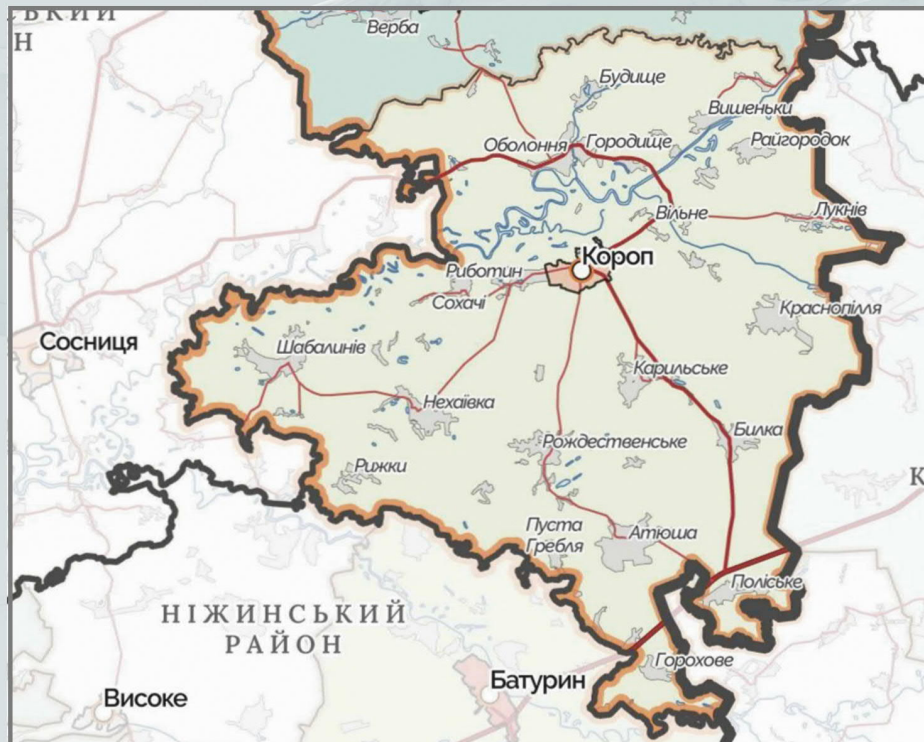 СЬКИЙ
Н
Верба
Будище
Вишеньки
Оболоння
Городище
Райгородок
Вільне
Лукнів
Короп
Риботин
Сохачі
Краснопілля
Сосниця
Шабалинів
Карильське
Нехаївка
Билка
Рождественське
Рижки
К
Пуста
Гребля
Атюша
Поліське
НІЖИНСЬКИЙ
РАЙОН
Горохове
Батурин
Високе